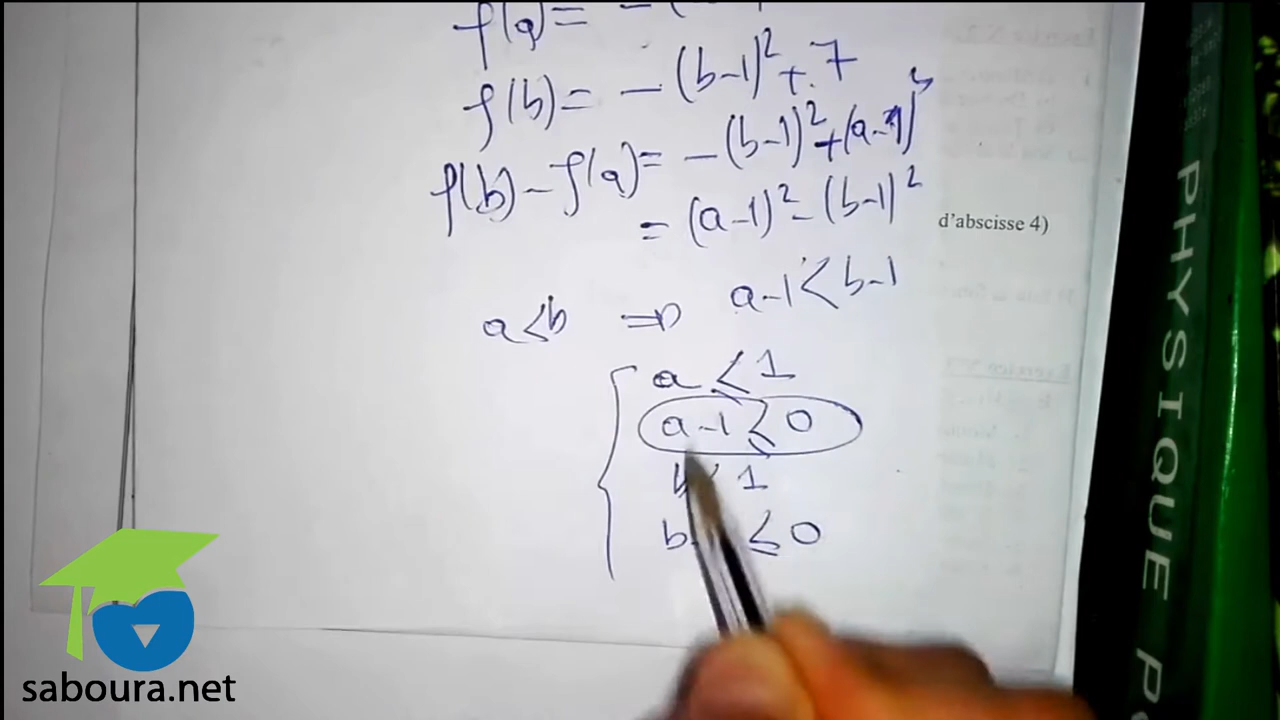 f(a) = -(
f(b) = -(b-1)² + 7
f(b) - f(a) = -(b-1)² + (a-1)²
= (a-1)² - (b-1)²
d'abscisse 4)
a<b ⇒ a-1 < b-1
a ≤ 1
a-1 ≤ 0
b ≤ 1
b ≤ 0
PHYSIQUE
saboura.net